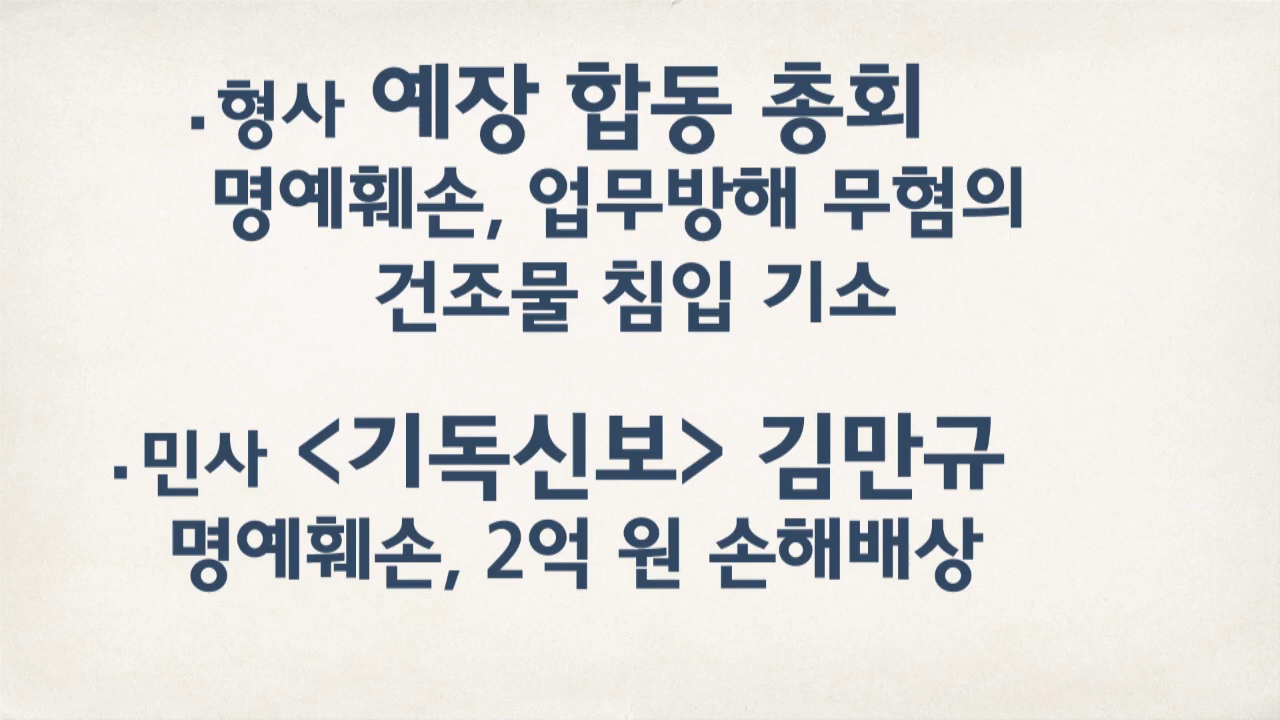 ·형사 예장 합동 총회
명예훼손, 업무방해 무혐의
건조물 침입 기소
·민사 <기독신보> 김만규
명예훼손, 2억 원 손해배상